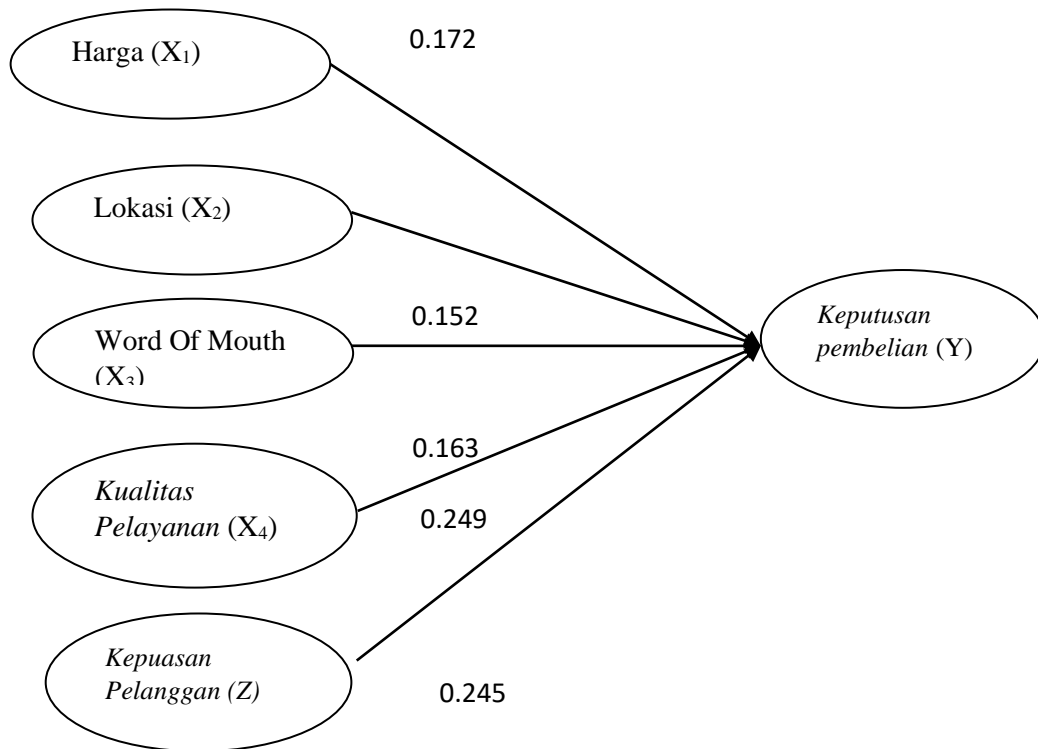 Harga (X₁)
0.172
Lokasi (X₂)
Word Of Mouth
(X₃)
0.152
Keputusan
pembelian (Y)
Kualitas
Pelayanan (X₄)
0.163
0.249
Kepuasan
Pelanggan (Z)
0.245